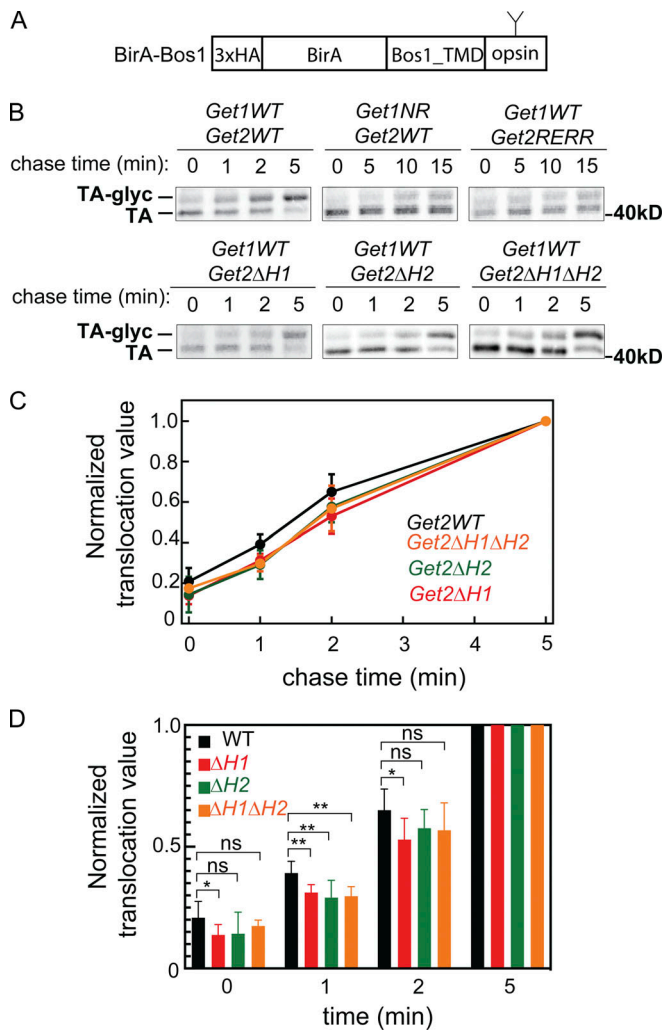 A
BirA-Bos1 3xHA BirA Bos1_TMD opsin
B
Get1WT Get1NR Get1WT
Get2WT Get2WT Get2RERR
chase time (min): 0 1 2 5 0 5 10 15 0 5 10 15
TA-glyc
TA -40kD
Get1WT Get1WT Get1WT
Get2ΔH1 Get2ΔH2 Get2ΔH1ΔH2
chase time (min): 0 1 2 5 0 1 2 5 0 1 2 5
TA-glyc
TA -40kD
C
Normalized
translocation value
1.0
0.8
0.6
0.4
0.2
0
Get2WT
Get2ΔH1ΔH2
Get2ΔH2
Get2ΔH1
0 1 2 3 4 5
chase time (min)
D
Normalized
translocation value
1.0
0.5
0
WT
ΔH1
ΔH2
ΔH1ΔH2
ns
ns
*
**
**
**
ns
ns
*
0 1 2 5
time (min)